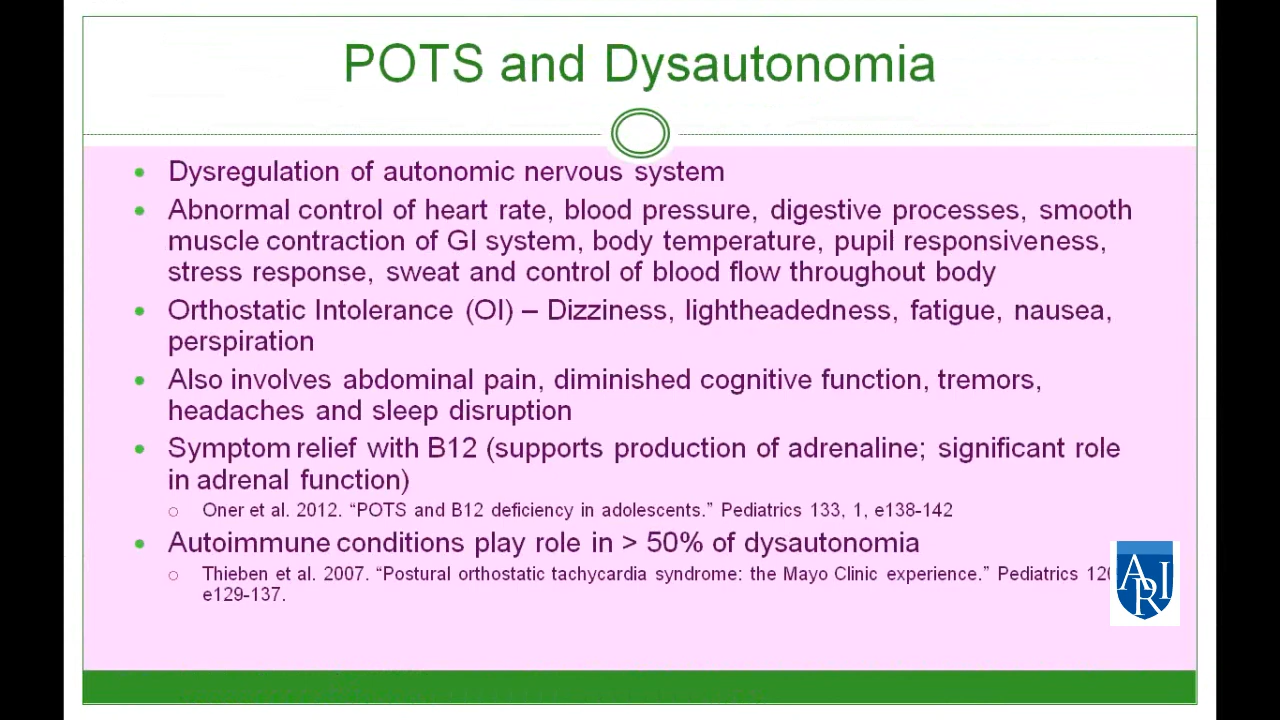 POTS and Dysautonomia
• Dysregulation of autonomic nervous system
• Abnormal control of heart rate, blood pressure, digestive processes, smooth
muscle contraction of GI system, body temperature, pupil responsiveness,
stress response, sweat and control of blood flow throughout body
• Orthostatic Intolerance (OI) – Dizziness, lightheadedness, fatigue, nausea,
perspiration
• Also involves abdominal pain, diminished cognitive function, tremors,
headaches and sleep disruption
• Symptom relief with B12 (supports production of adrenaline; significant role
in adrenal function)
○ Oner et al. 2012. “POTS and B12 deficiency in adolescents.” Pediatrics 133, 1, e138-142
• Autoimmune conditions play role in > 50% of dysautonomia
○ Thieben et al. 2007. “Postural orthostatic tachycardia syndrome: the Mayo Clinic experience.” Pediatrics
e129-137.
ARI